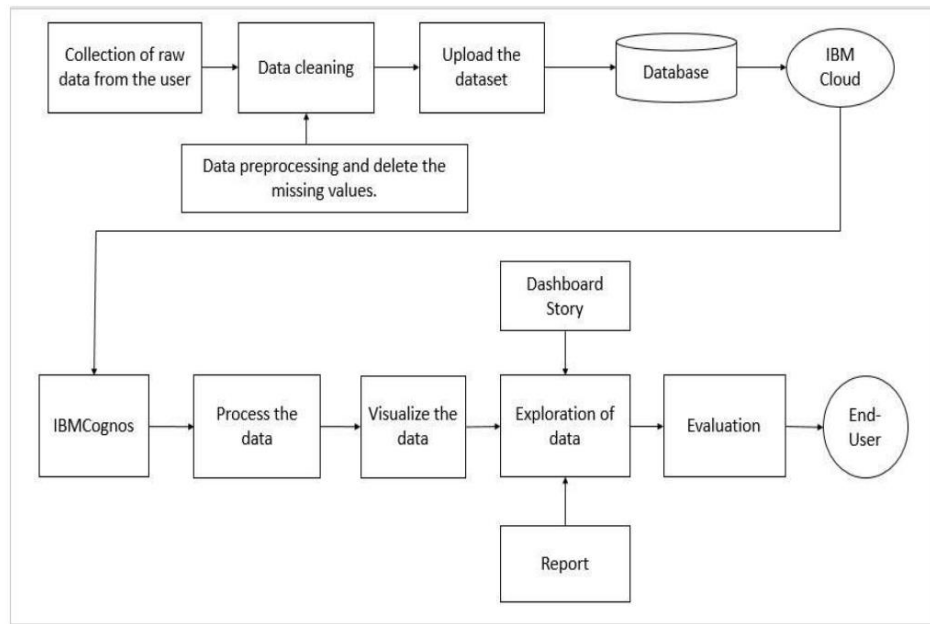 Collection of raw
data from the user
Data cleaning
Upload the
dataset
Database
IBM
Cloud
Data preprocessing and delete the
missing values.
Dashboard
Story
IBMCognos
Process the
data
Visualize the
data
Exploration of
data
Evaluation
End-
User
Report